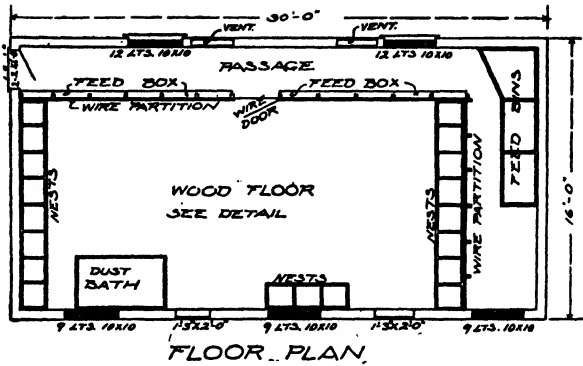 30'-0"
VENT.
VENT.
12 LTS. 10X10
12 LTS. 10X10
PASSAGE
FEED BOX
FEED BOX
WIRE PARTITION
WIRE
DOOR
FEED BINS
NESTS
WOOD FLOOR
SEE DETAIL
NESTS
WIRE PARTITION
16'-0"
DUST
BATH
NESTS
9 LTS. 10X10
1'-3"X2'-0"
9 LTS. 10X10
1'-3"X2'-0"
9 LTS. 10X10
FLOOR PLAN.